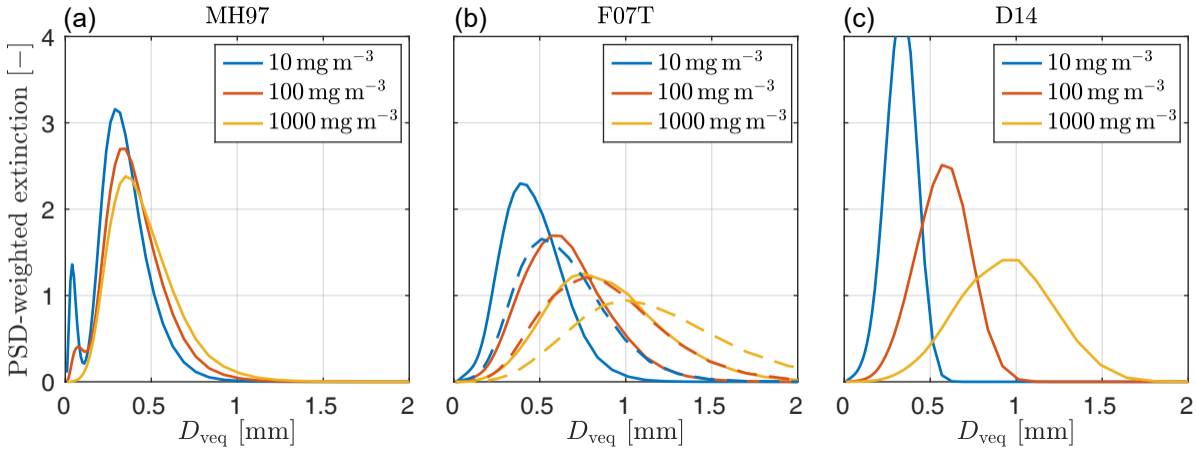 (a) MH97
PSD-weighted extinction [−]
4
3
2
1
0
10 mg m⁻³
100 mg m⁻³
1000 mg m⁻³
0 0.5 1 1.5 2
D_veq [mm]
(b) F07T
10 mg m⁻³
100 mg m⁻³
1000 mg m⁻³
0 0.5 1 1.5 2
D_veq [mm]
(c) D14
10 mg m⁻³
100 mg m⁻³
1000 mg m⁻³
0 0.5 1 1.5 2
D_veq [mm]